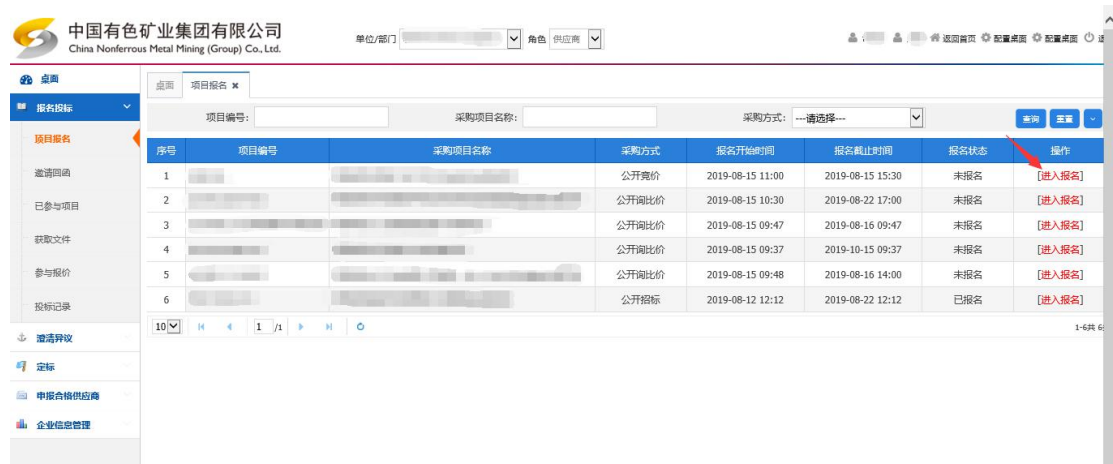 中国有色矿业集团有限公司
China Nonferrous Metal Mining (Group) Co., Ltd.
单位/部门 角色 供应商
返回首页 配置桌面 配置桌面
桌面
报名投标
项目报名
邀请回函
已参与项目
获取文件
参与报价
投标记录
澄清异议
定标
申报合格供应商
企业信息管理
桌面 项目报名
项目编号: 采购项目名称: 采购方式: ---请选择--- 查询 重置
序号 项目编号 采购项目名称 采购方式 报名开始时间 报名截止时间 报名状态 操作
1 公开竞价 2019-08-15 11:00 2019-08-15 15:30 未报名 [进入报名]
2 公开询比价 2019-08-15 10:30 2019-08-22 17:00 未报名 [进入报名]
3 公开询比价 2019-08-15 09:47 2019-08-16 09:47 未报名 [进入报名]
4 公开询比价 2019-08-15 09:37 2019-10-15 09:37 未报名 [进入报名]
5 公开询比价 2019-08-15 09:48 2019-08-16 14:00 未报名 [进入报名]
6 公开招标 2019-08-12 12:12 2019-08-22 12:12 已报名 [进入报名]
10 1 /1 1-6共